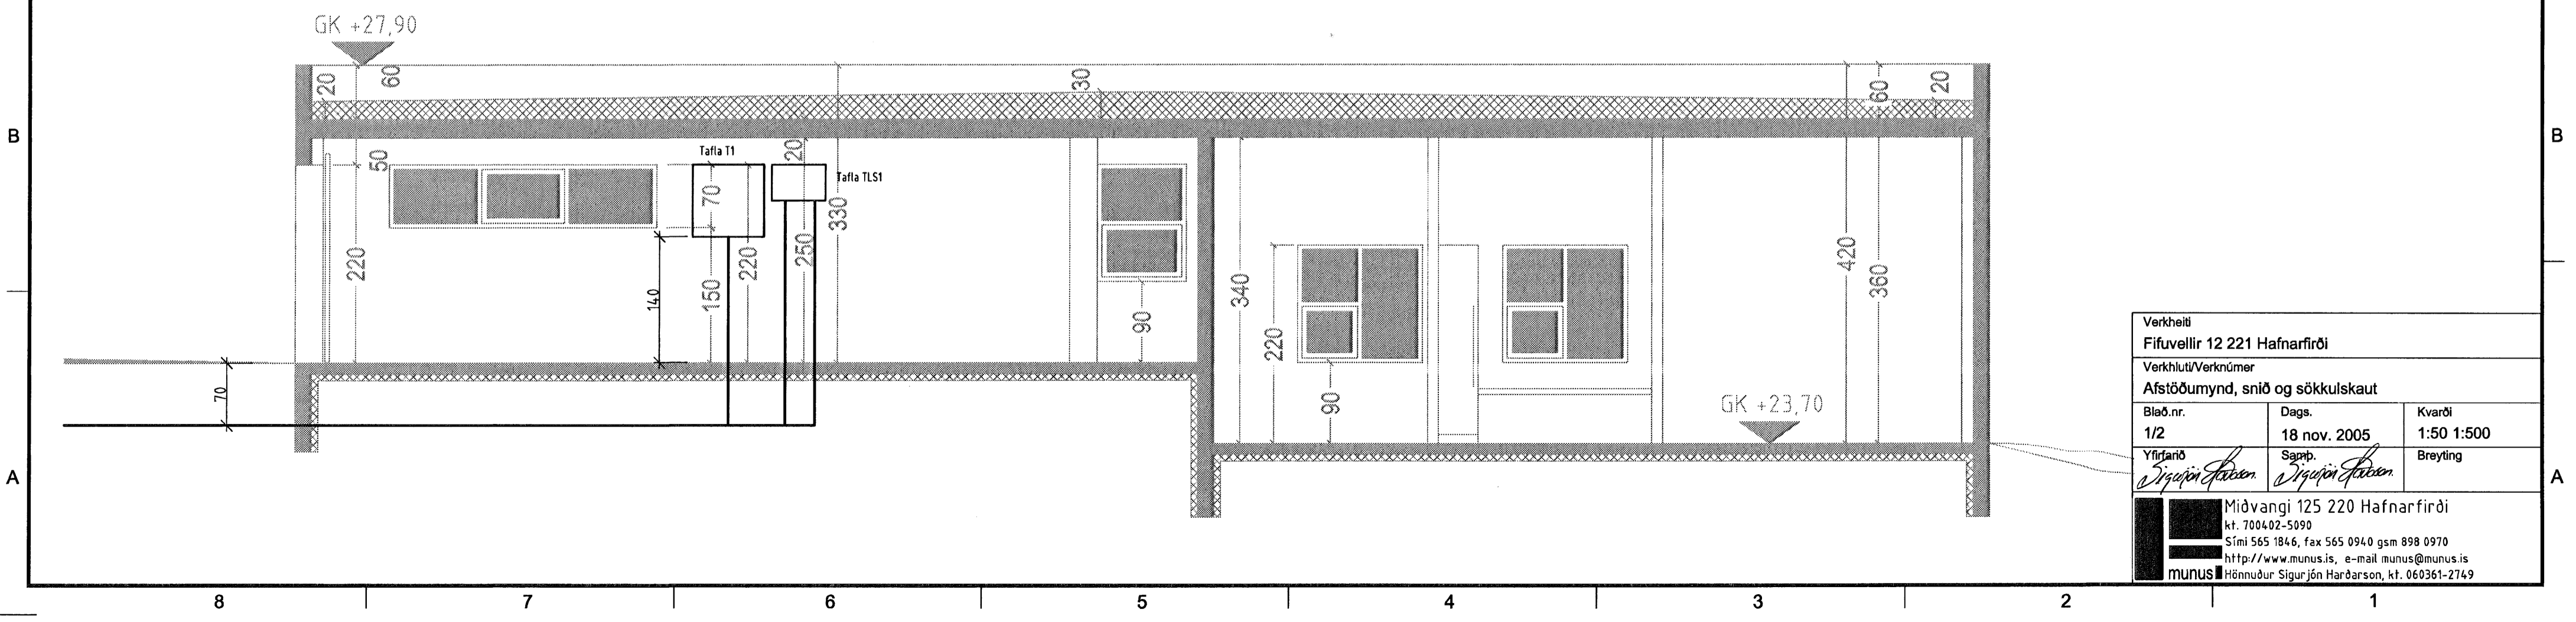 GK +27,90
20
60
30
60
20
B
B
50
Tafla T1
20
Tafla TLS1
70
330
220
140
150
220
250
90
340
220
90
420
360
GK +23,70
70
A
A
Verkheiti
Fifuvellir 12 221 Hafnarfirði
Verkhluti/Verknúmer
Afstöðumynd, snið og sökkulskaut
Blað.nr.
Dags.
Kvarði
1/2
18 nov. 2005
1:50 1:500
Yfirfarið
Samþ.
Breyting
Miðvangi 125 220 Hafnarfirði
kt. 700402-5090
Sími 565 1846, fax 565 0940 gsm 898 0970
http://www.munus.is, e-mail munus@munus.is
munus
Hönnuður Sigurjón Harðarson, kt. 060361-2749
8
7
6
5
4
3
2
1